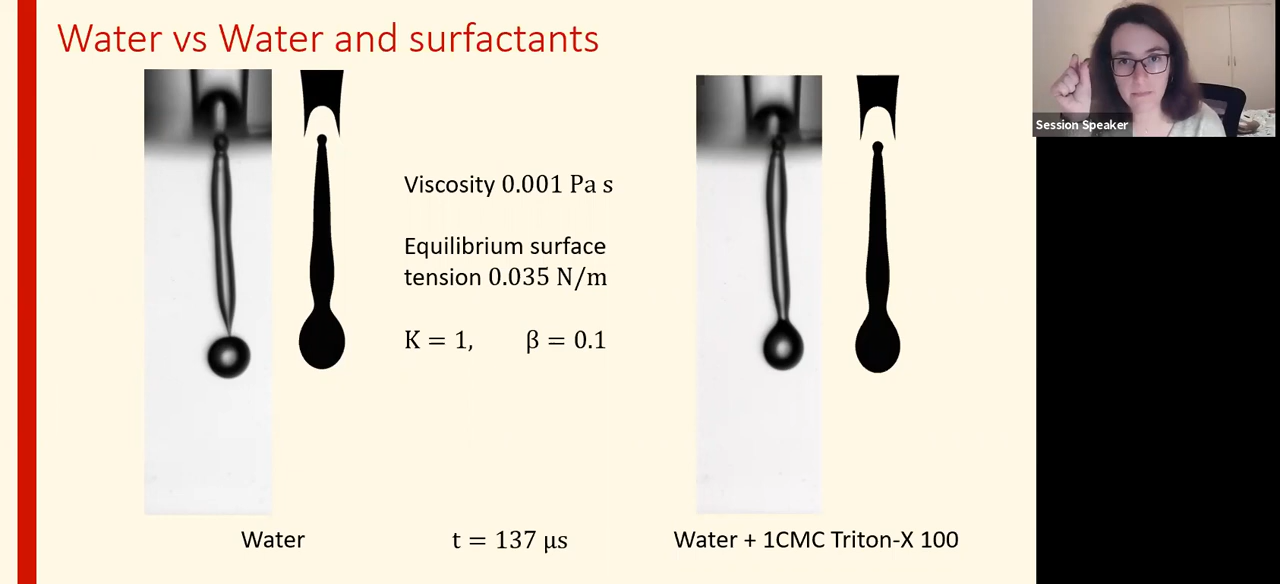 Water vs Water and surfactants
Session Speaker
Viscosity 0.001 Pa s
Equilibrium surface
tension 0.035 N/m
K = 1, β = 0.1
Water
t = 137 μs
Water + 1CMC Triton-X 100